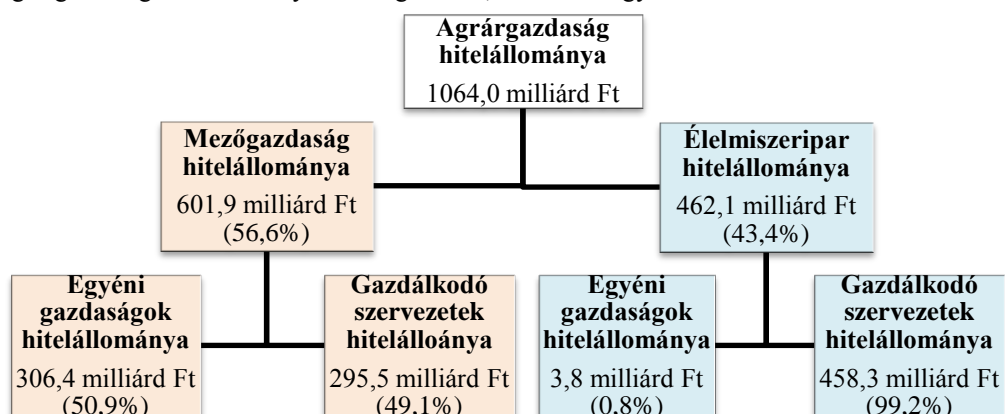 Agrárgazdaság
hitelállománya
1064,0 milliárd Ft
Mezőgazdaság
hitelállománya
601,9 milliárd Ft
(56,6%)
Élelmiszeripar
hitelállománya
462,1 milliárd Ft
(43,4%)
Egyéni
gazdaságok
hitelállománya
306,4 milliárd Ft
(50,9%)
Gazdálkodó
szervezetek
hitelálloánya
295,5 milliárd Ft
(49,1%)
Egyéni
gazdaságok
hitelállománya
3,8 milliárd Ft
(0,8%)
Gazdálkodó
szervezetek
hitelállománya
458,3 milliárd Ft
(99,2%)